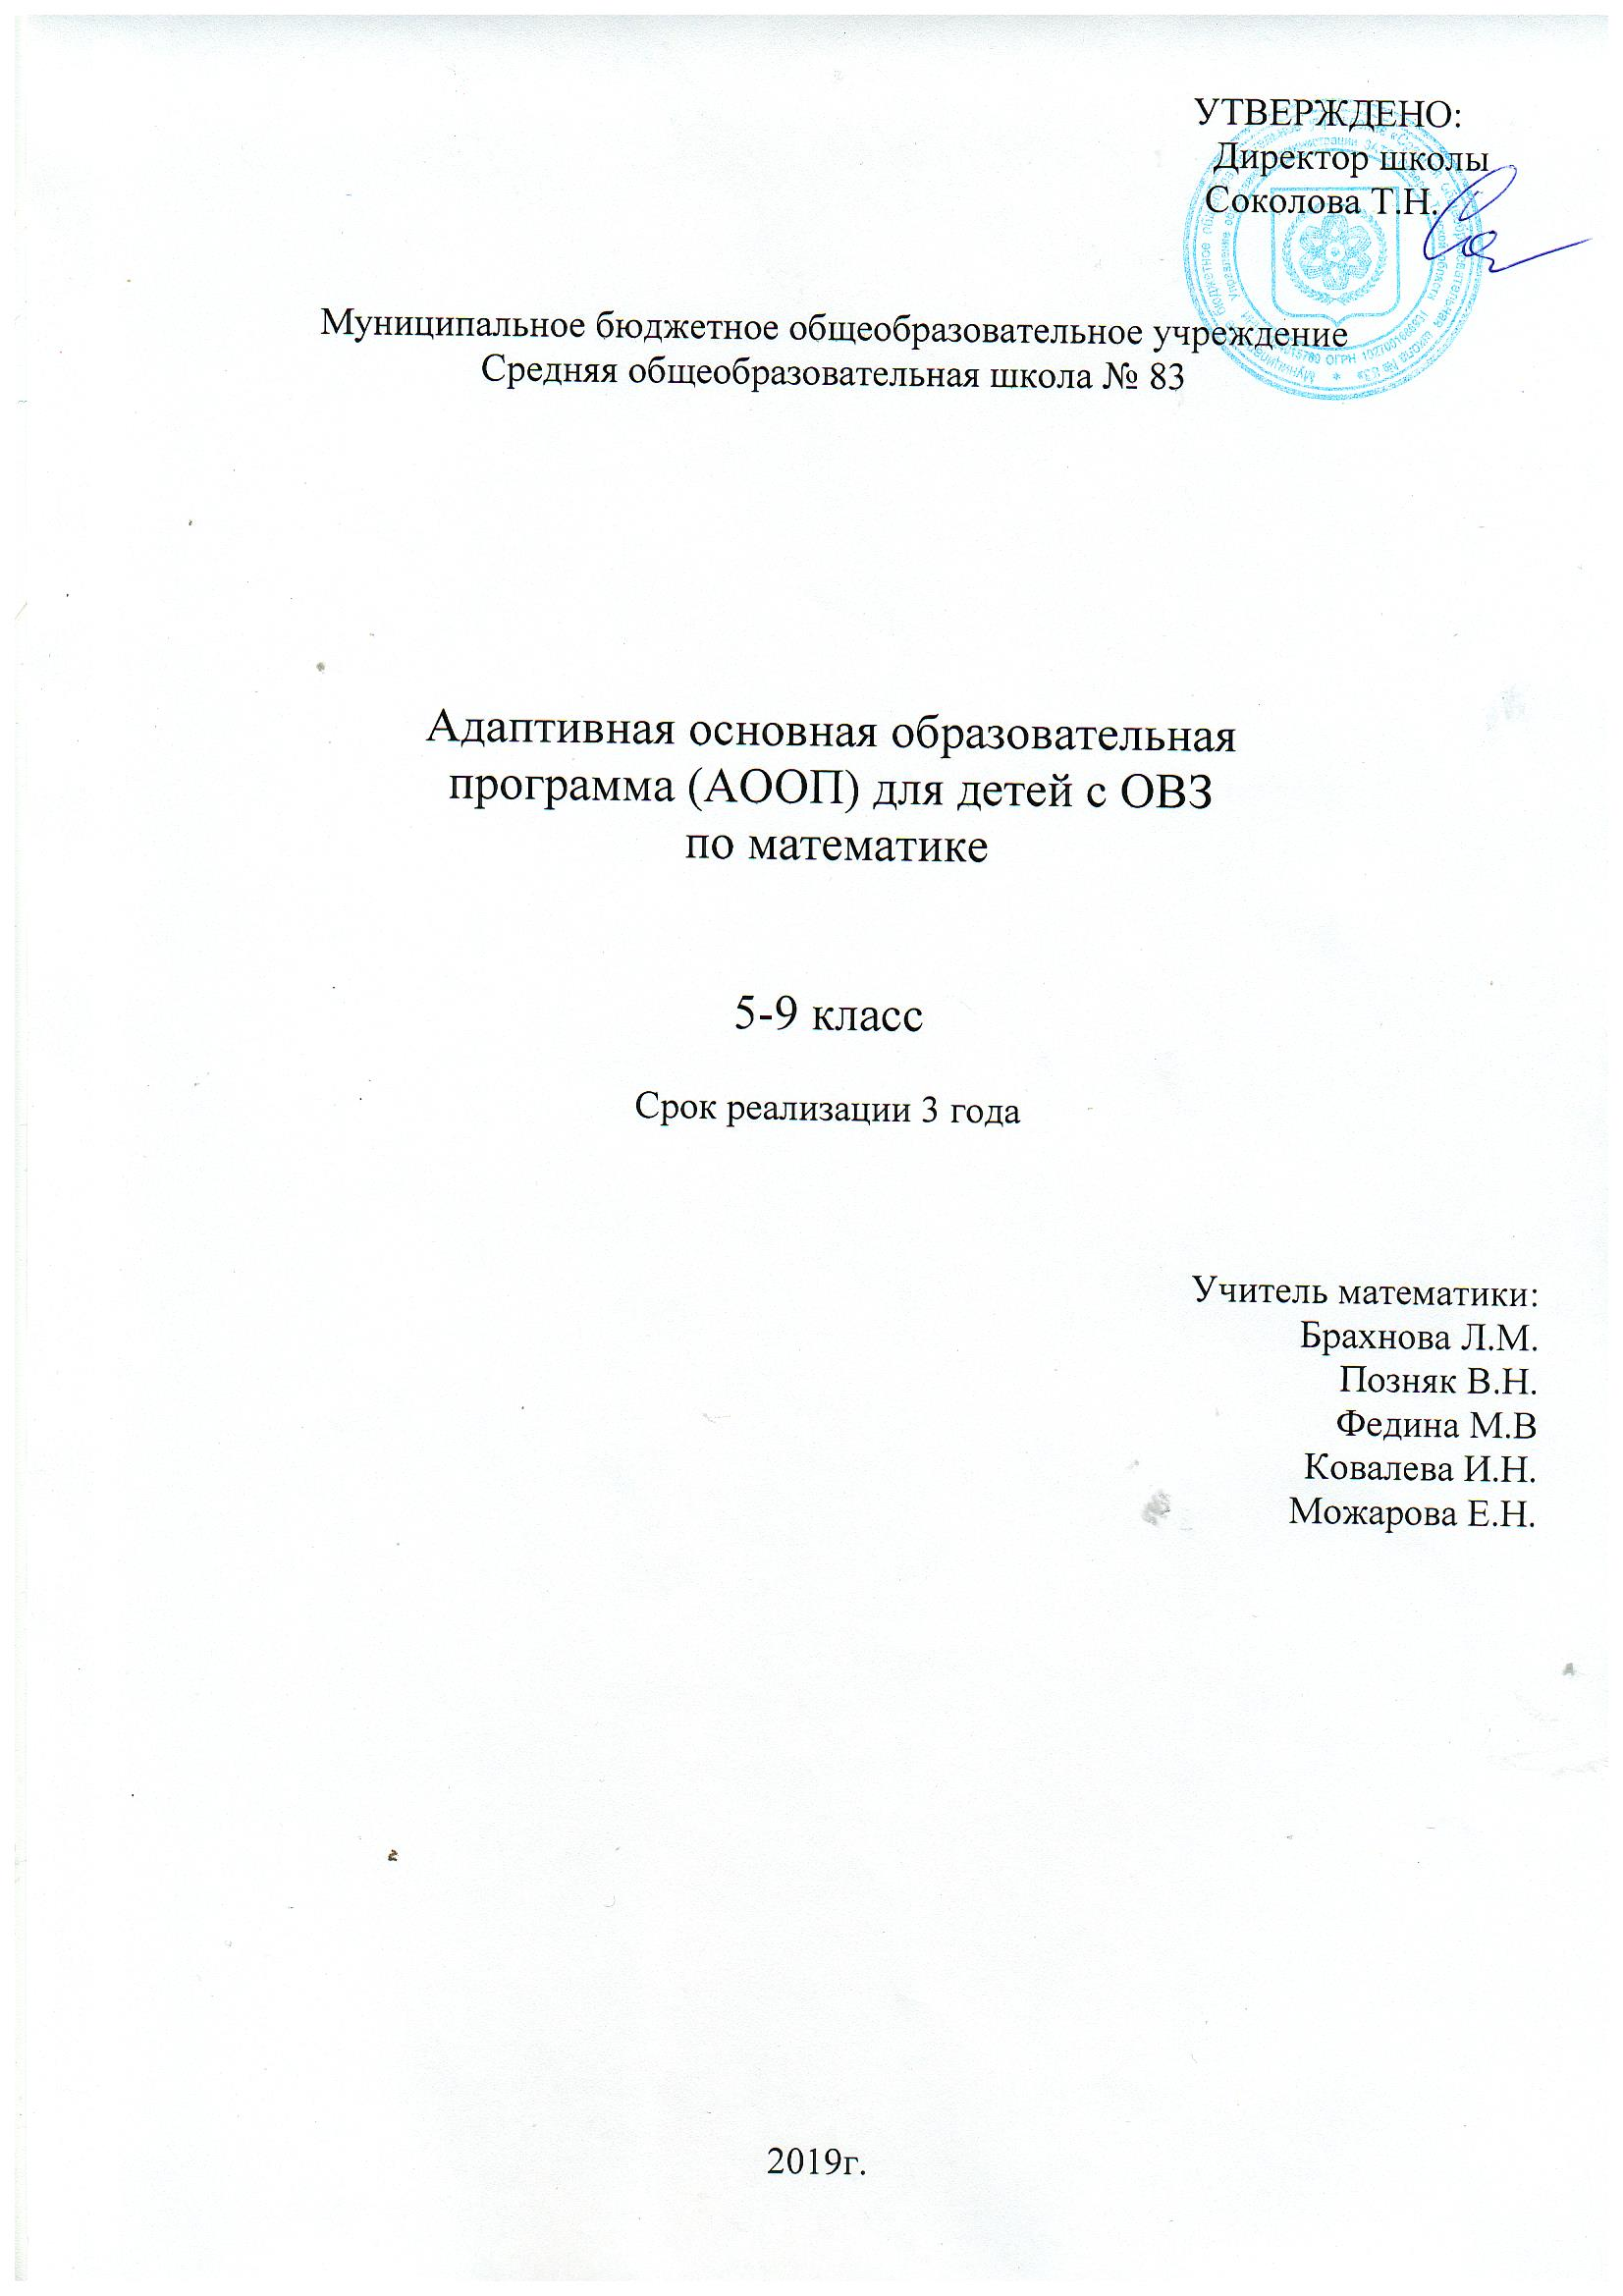 УТВЕРЖДЕНО:
Директор школы
Соколова Т.Н.
Муниципальное бюджетное общеобразовательное учреждение
Средняя общеобразовательная школа № 83
Адаптивная основная образовательная
программа (АООП) для детей с ОВЗ
по математике
5-9 класс
Срок реализации 3 года
Учитель математики:
Брахнова Л.М.
Позняк В.Н.
Федина М.В
Ковалева И.Н.
Можарова Е.Н.
2019г.